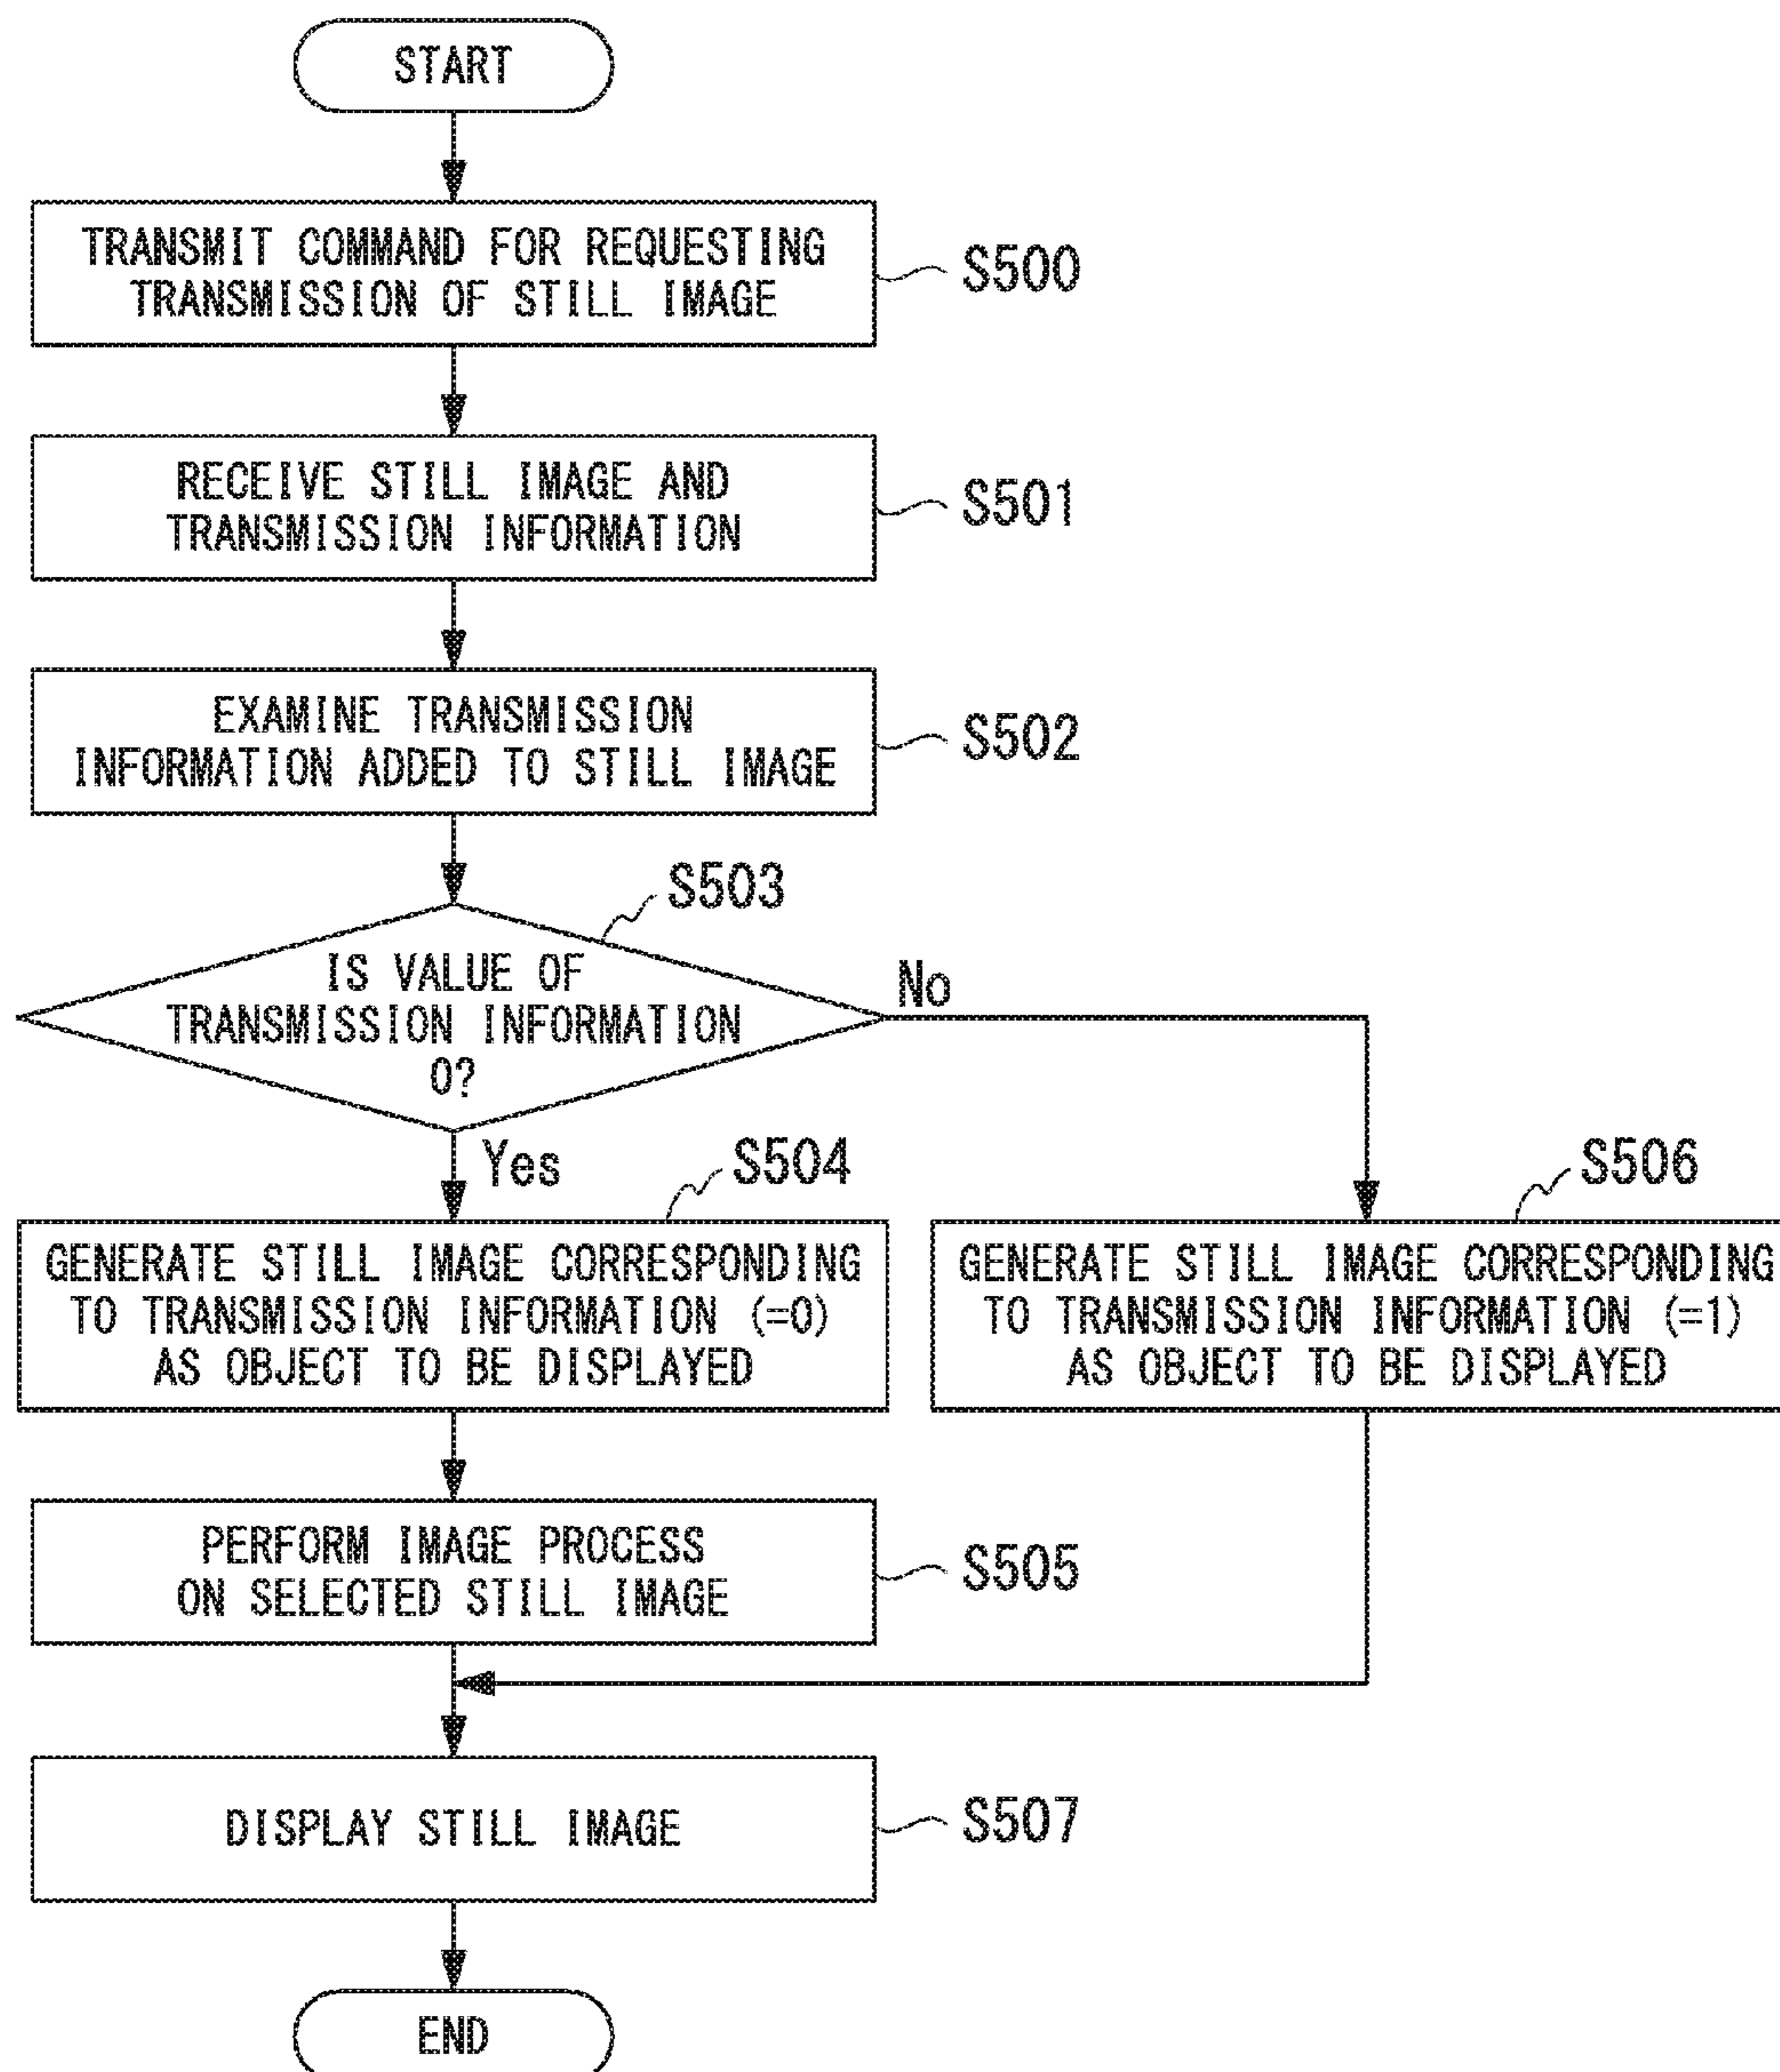 START
TRANSMIT COMMAND FOR REQUESTING
TRANSMISSION OF STILL IMAGE
S500
RECEIVE STILL IMAGE AND
TRANSMISSION INFORMATION
S501
EXAMINE TRANSMISSION
INFORMATION ADDED TO STILL IMAGE
S502
S503
IS VALUE OF
TRANSMISSION INFORMATION
0?
No
Yes
S504
GENERATE STILL IMAGE CORRESPONDING
TO TRANSMISSION INFORMATION (=0)
AS OBJECT TO BE DISPLAYED
S506
GENERATE STILL IMAGE CORRESPONDING
TO TRANSMISSION INFORMATION (=1)
AS OBJECT TO BE DISPLAYED
PERFORM IMAGE PROCESS
ON SELECTED STILL IMAGE
S505
DISPLAY STILL IMAGE
S507
END